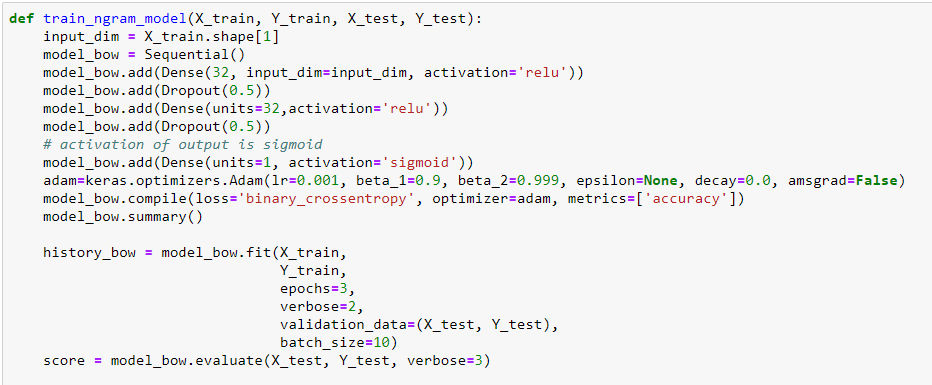 def train_ngram_model(X_train, Y_train, X_test, Y_test):
    input_dim = X_train.shape[1]
    model_bow = Sequential()
    model_bow.add(Dense(32, input_dim=input_dim, activation='relu'))
    model_bow.add(Dropout(0.5))
    model_bow.add(Dense(units=32,activation='relu'))
    model_bow.add(Dropout(0.5))
    # activation of output is sigmoid
    model_bow.add(Dense(units=1, activation='sigmoid'))
    adam=keras.optimizers.Adam(lr=0.001, beta_1=0.9, beta_2=0.999, epsilon=None, decay=0.0, amsgrad=False)
    model_bow.compile(loss='binary_crossentropy', optimizer=adam, metrics=['accuracy'])
    model_bow.summary()

    history_bow = model_bow.fit(X_train,
                                Y_train,
                                epochs=3,
                                verbose=2,
                                validation_data=(X_test, Y_test),
                                batch_size=10)
    score = model_bow.evaluate(X_test, Y_test, verbose=3)